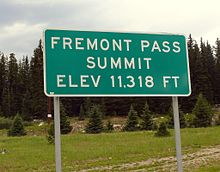 FREMONT PASS
SUMMIT
ELEV 11,318 FT